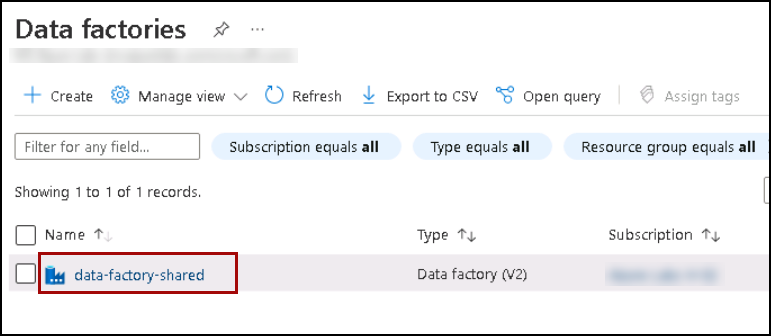 Data factories
Create Manage view Refresh Export to CSV Open query Assign tags
Filter for any field... Subscription equals all Type equals all Resource group equals all
Showing 1 to 1 of 1 records.
Name Type Subscription
data-factory-shared Data factory (V2)